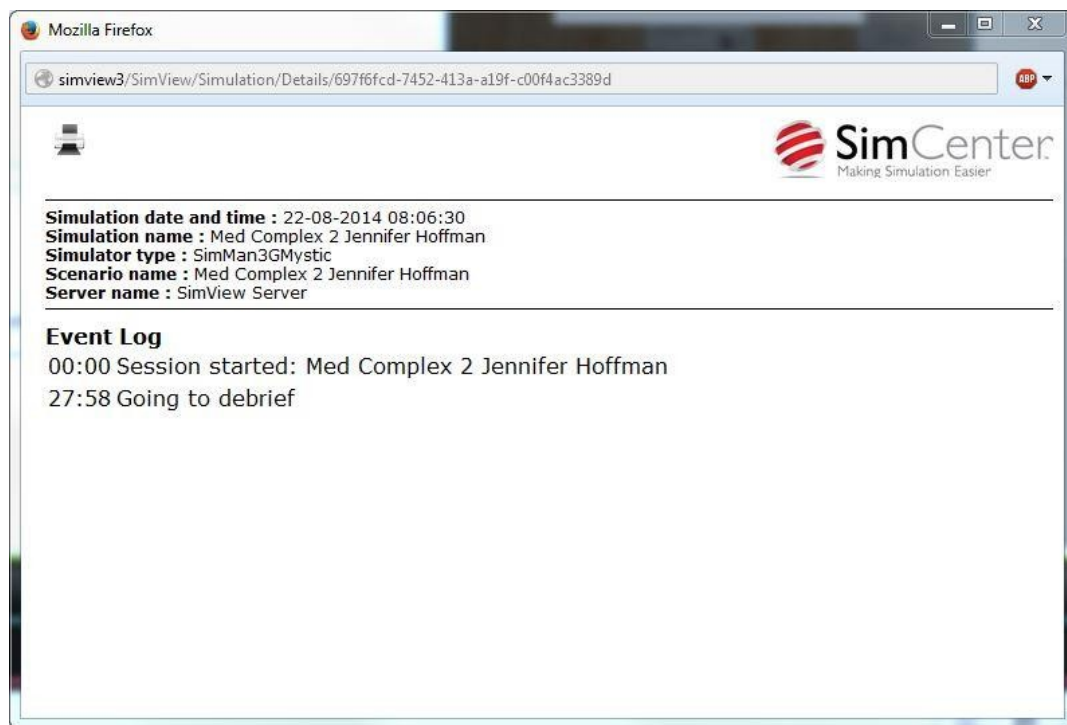 Mozilla Firefox
simview3/SimView/Simulation/Details/697f6fcd-7452-413a-a19f-c00f4ac3389d
ABP
SimCenter
Making Simulation Easier
Simulation date and time : 22-08-2014 08:06:30
Simulation name : Med Complex 2 Jennifer Hoffman
Simulator type : SimMan3GMystic
Scenario name : Med Complex 2 Jennifer Hoffman
Server name : SimView Server
Event Log
00:00 Session started: Med Complex 2 Jennifer Hoffman
27:58 Going to debrief